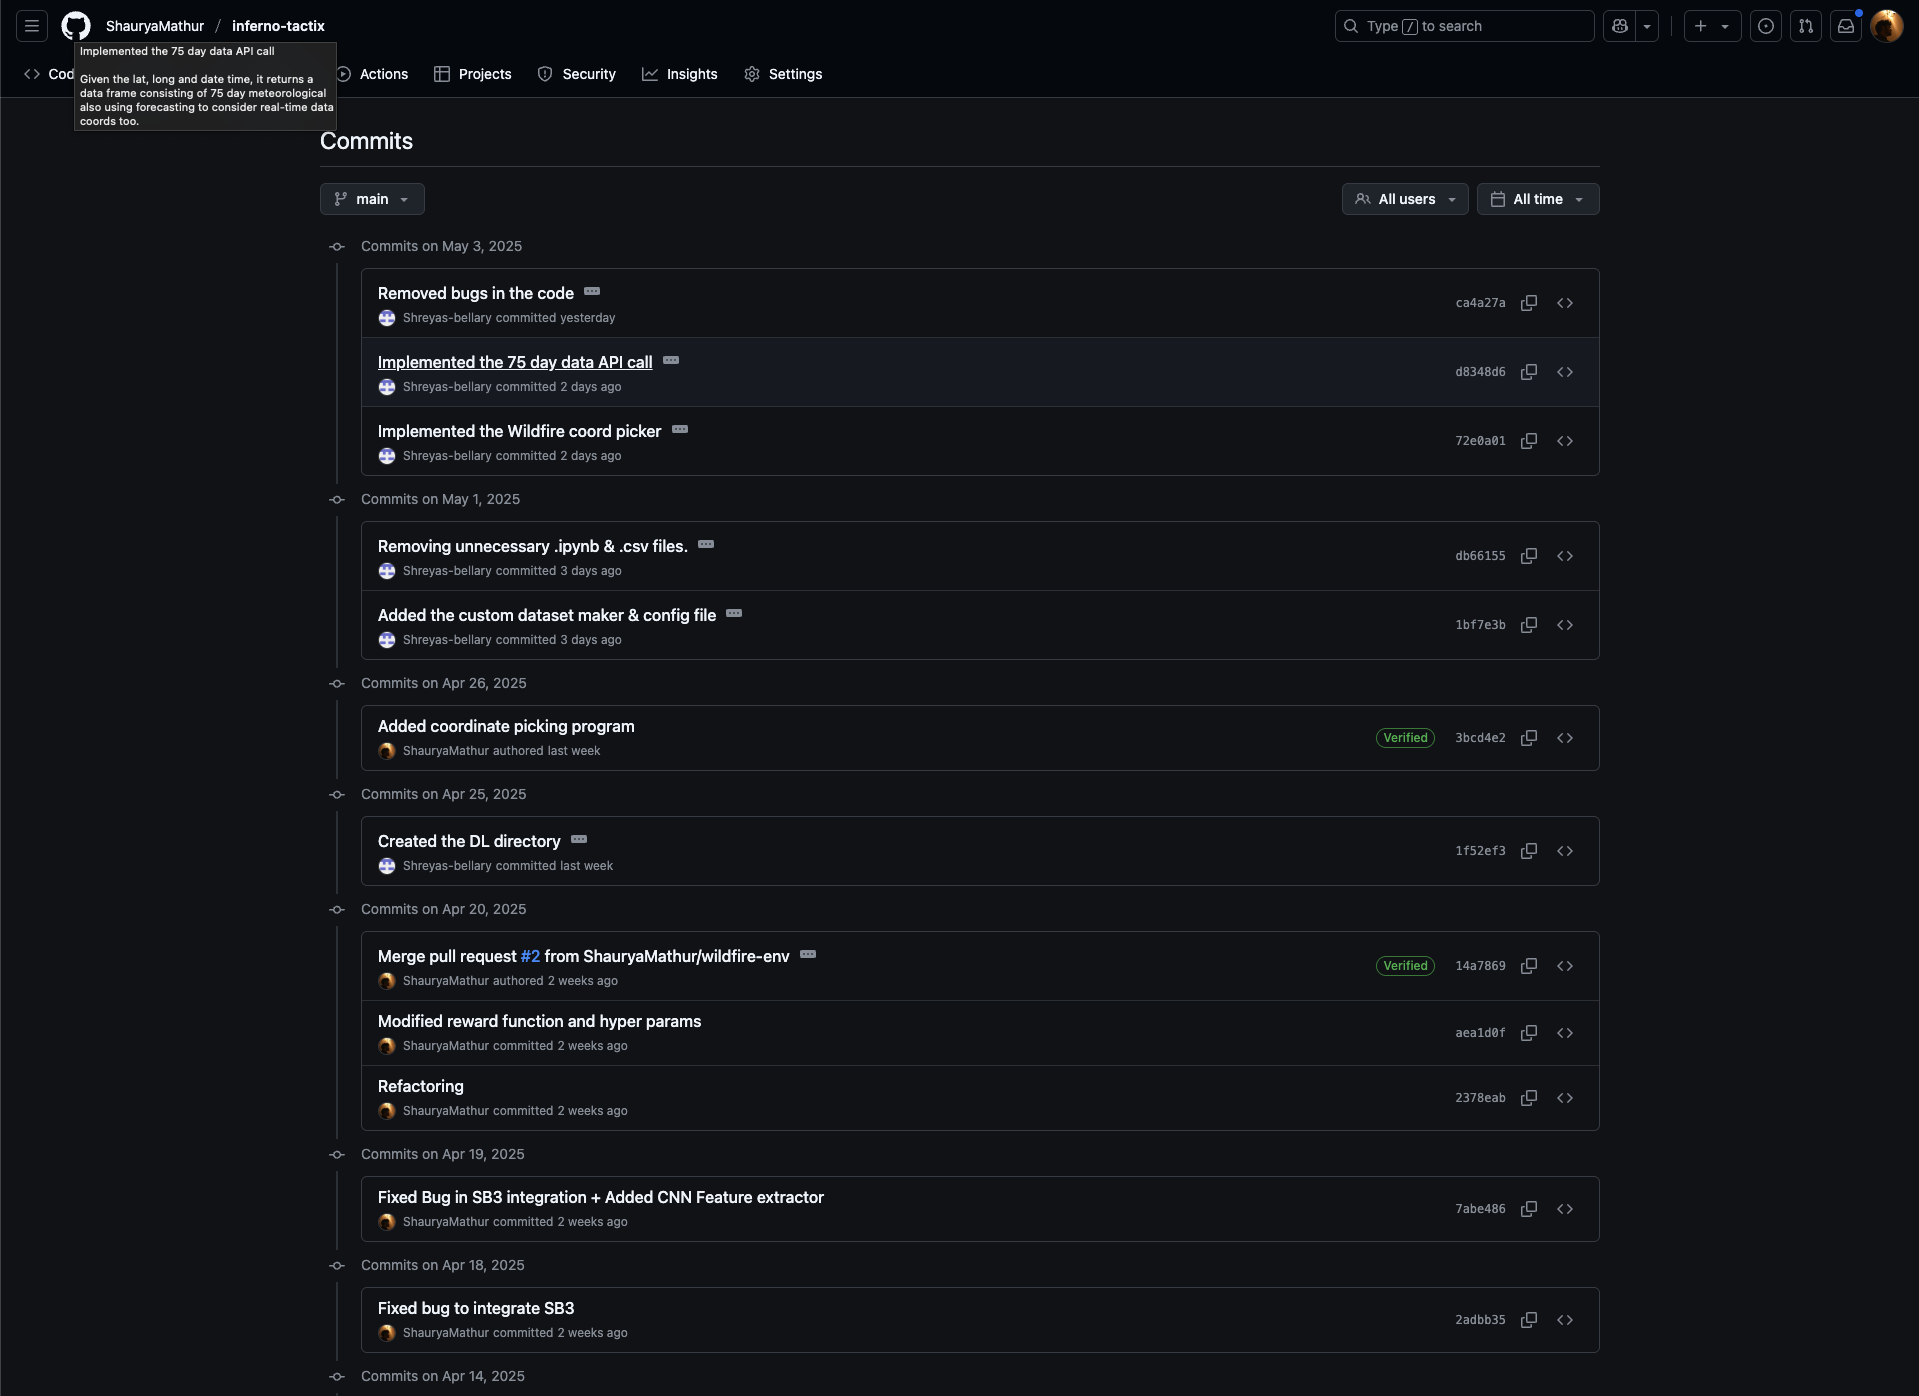 ShauryaMathur / inferno-tactix
Type / to search
Implemented the 75 day data API call
Given the lat, long and date time, it returns a
data frame consisting of 75 day meteorological
also using forecasting to consider real-time data
coords too.
Cod
Actions
Projects
Security
Insights
Settings
Commits
main
All users
All time
Commits on May 3, 2025
Removed bugs in the code
Shreyas-bellary committed yesterday
ca4a27a
Implemented the 75 day data API call
Shreyas-bellary committed 2 days ago
d8348d6
Implemented the Wildfire coord picker
Shreyas-bellary committed 2 days ago
72e0a01
Commits on May 1, 2025
Removing unnecessary .ipynb & .csv files.
Shreyas-bellary committed 3 days ago
db66155
Added the custom dataset maker & config file
Shreyas-bellary committed 3 days ago
1bf7e3b
Commits on Apr 26, 2025
Added coordinate picking program
ShauryaMathur authored last week
Verified
3bcd4e2
Commits on Apr 25, 2025
Created the DL directory
Shreyas-bellary committed last week
1f52ef3
Commits on Apr 20, 2025
Merge pull request #2 from ShauryaMathur/wildfire-env
ShauryaMathur authored 2 weeks ago
Verified
14a7869
Modified reward function and hyper params
ShauryaMathur committed 2 weeks ago
aea1d0f
Refactoring
ShauryaMathur committed 2 weeks ago
2378eab
Commits on Apr 19, 2025
Fixed Bug in SB3 integration + Added CNN Feature extractor
ShauryaMathur committed 2 weeks ago
7abe486
Commits on Apr 18, 2025
Fixed bug to integrate SB3
ShauryaMathur committed 2 weeks ago
2adbb35
Commits on Apr 14, 2025